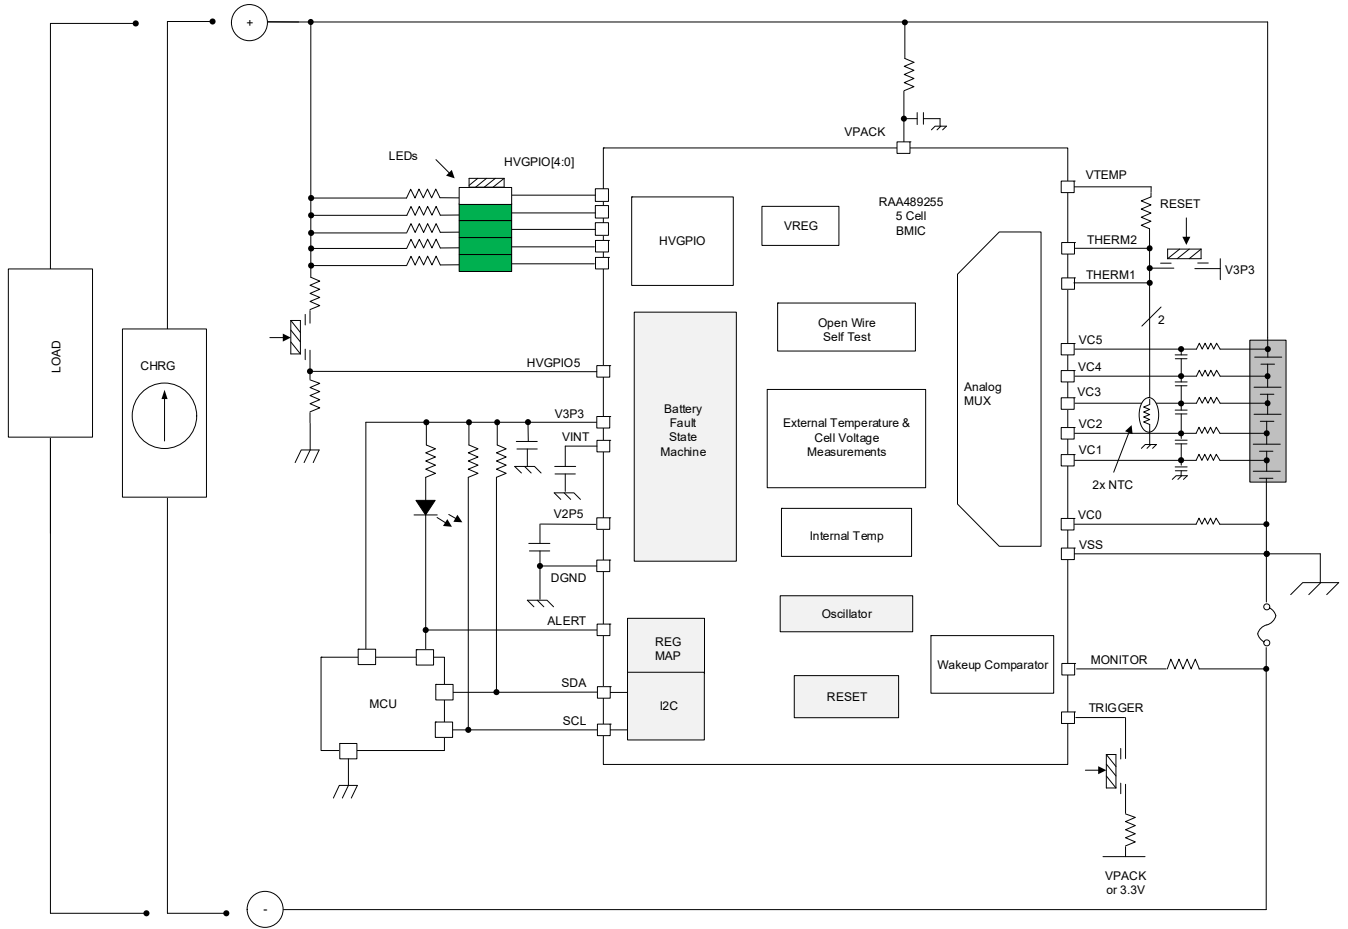 +
VPACK
LEDs
HVGPIO[4:0]
VTEMP
RAA489255
5 Cell
BMIC
RESET
HVGPIO
VREG
THERM2
V3P3
THERM1
2
Open Wire
Self Test
LOAD
CHRG
HVGPIO5
VC5
VC4
VC3
VC2
VC1
Analog
MUX
Battery
Fault
State
Machine
External Temperature &
Cell Voltage
Measurements
V3P3
VINT
2x NTC
V2P5
VC0
Internal Temp
VSS
DGND
Oscillator
ALERT
REG
MAP
Wakeup Comparator
MONITOR
MCU
SDA
I2C
RESET
SCL
TRIGGER
VPACK
or 3.3V
-